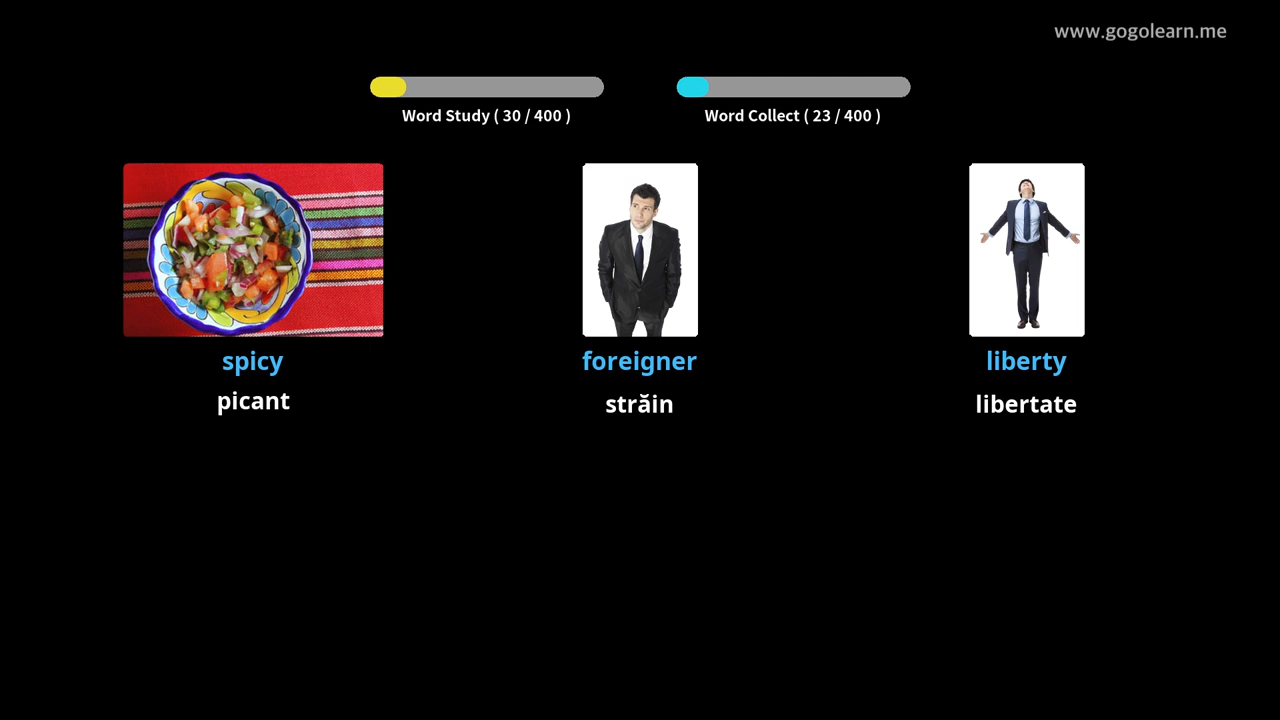 www.gogolearn.me
Word Study ( 30 / 400 )
Word Collect ( 23 / 400 )
spicy
picant
foreigner
străin
liberty
libertate